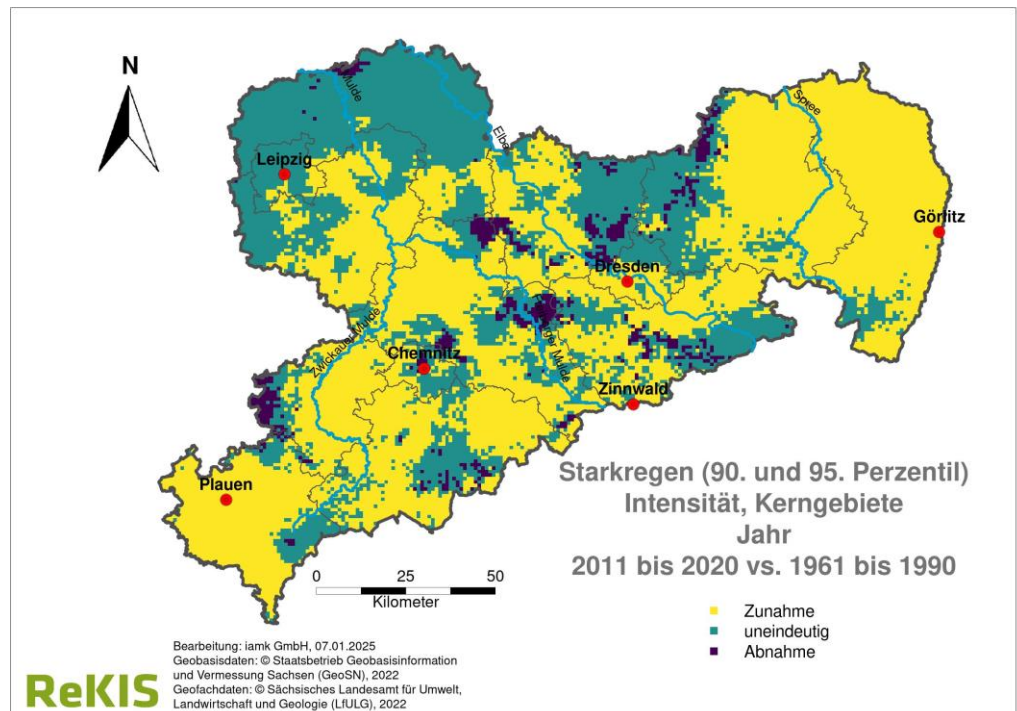 N
Mulde
Elbe
Spree
Leipzig
Görlitz
Dresden
Zwickauer Mulde
Mulde
Chemnitz
Zinnwald
Plauen
Starkregen (90. und 95. Perzentil)
Intensität, Kerngebiete
Jahr
2011 bis 2020 vs. 1961 bis 1990
0 25 50
Kilometer
Zunahme
uneindeutig
Abnahme
Bearbeitung: iamk GmbH, 07.01.2025
Geobasisdaten: © Staatsbetrieb Geobasisinformation
und Vermessung Sachsen (GeoSN), 2022
Geofachdaten: © Sächsisches Landesamt für Umwelt,
Landwirtschaft und Geologie (LfULG), 2022
ReKIS